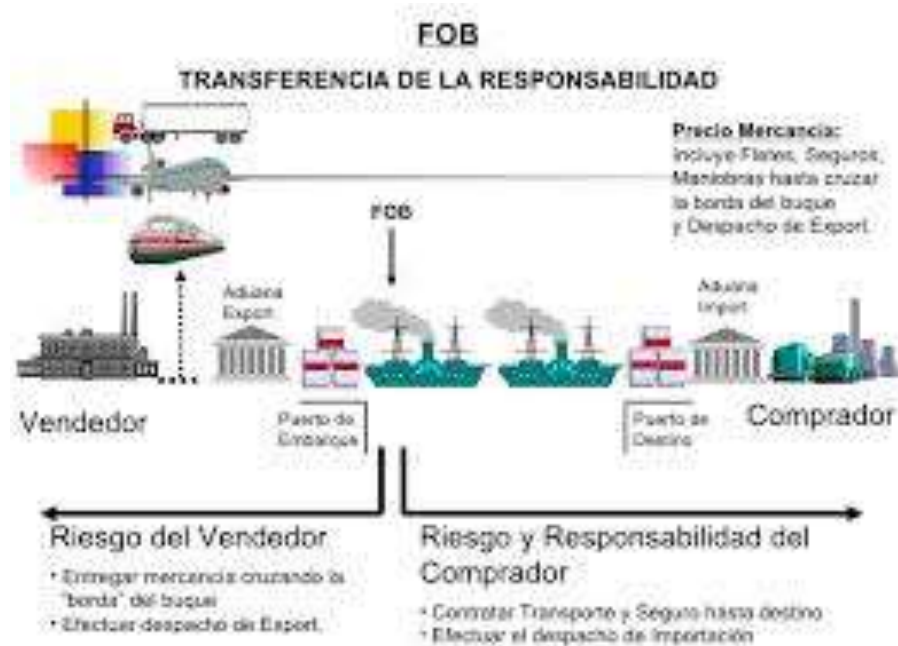 FOB
TRANSFERENCIA DE LA RESPONSABILIDAD
Precio Mercancia:
Incluye Fletes, Seguros,
Maniobras hasta cruzar
la borda del buque
y Despacho de Export.
FOB
Aduana
Export
Aduana
Import
Vendedor
Puerto de
Embarque
Puerto de
Destino
Comprador
Riesgo del Vendedor
• Entregar mercancia cruzando la
"borda" del buque
• Efectuar despacho de Export.
Riesgo y Responsabilidad del
Comprador
• Contratar Transporte y Seguro hasta destino
• Efectuar el despacho de Importación